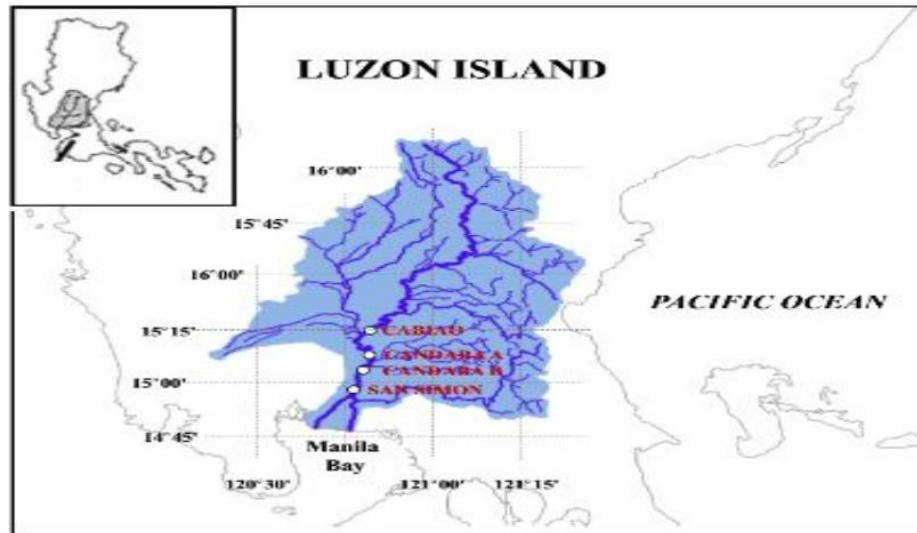 LUZON ISLAND
16°00'
15°45'
16°00'
PACIFIC OCEAN
15°15'
CABIAO
CANDABA A
CANDABA B
15°00'
SAN SIMON
14°45'
Manila
Bay
120°30'
121°00'
121°15'